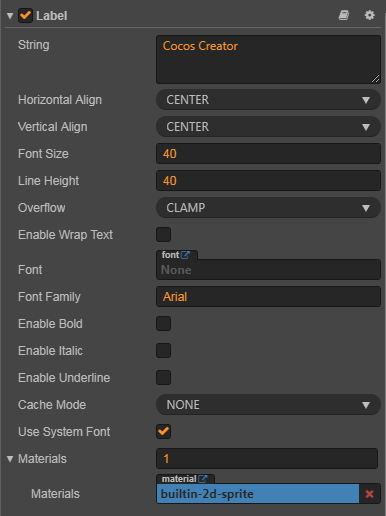 Label
String Cocos Creator
Horizontal Align CENTER
Vertical Align CENTER
Font Size 40
Line Height 40
Overflow CLAMP
Enable Wrap Text
font
Font None
Font Family Arial
Enable Bold
Enable Italic
Enable Underline
Cache Mode NONE
Use System Font
Materials 1
material
Materials builtin-2d-sprite